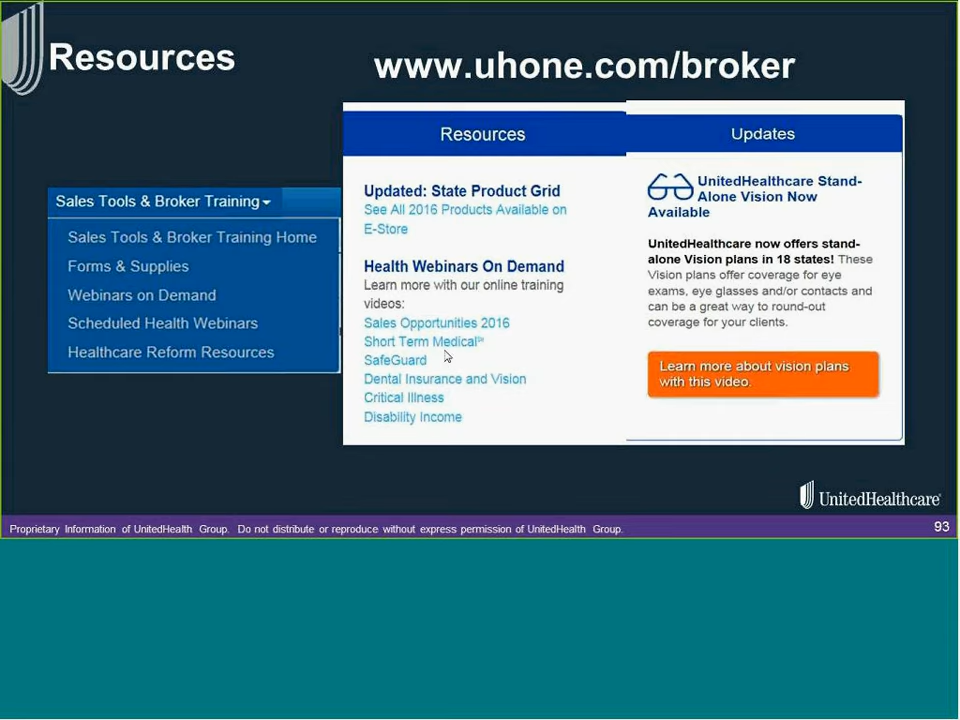 Resources
www.uhone.com/broker
Sales Tools & Broker Training
Sales Tools & Broker Training Home
Forms & Supplies
Webinars on Demand
Scheduled Health Webinars
Healthcare Reform Resources
Resources
Updated: State Product Grid
See All 2016 Products Available on
E-Store
Health Webinars On Demand
Learn more with our online training
videos:
Sales Opportunities 2016
Short Term Medical℠
SafeGuard
Dental Insurance and Vision
Critical Illness
Disability Income
Updates
UnitedHealthcare Stand-
Alone Vision Now
Available
UnitedHealthcare now offers stand-
alone Vision plans in 18 states! These
Vision plans offer coverage for eye
exams, eye glasses and/or contacts and
can be a great way to round-out
coverage for your clients.
Learn more about vision plans
with this video.
UnitedHealthcare
Proprietary Information of UnitedHealth Group. Do not distribute or reproduce without express permission of UnitedHealth Group.
93